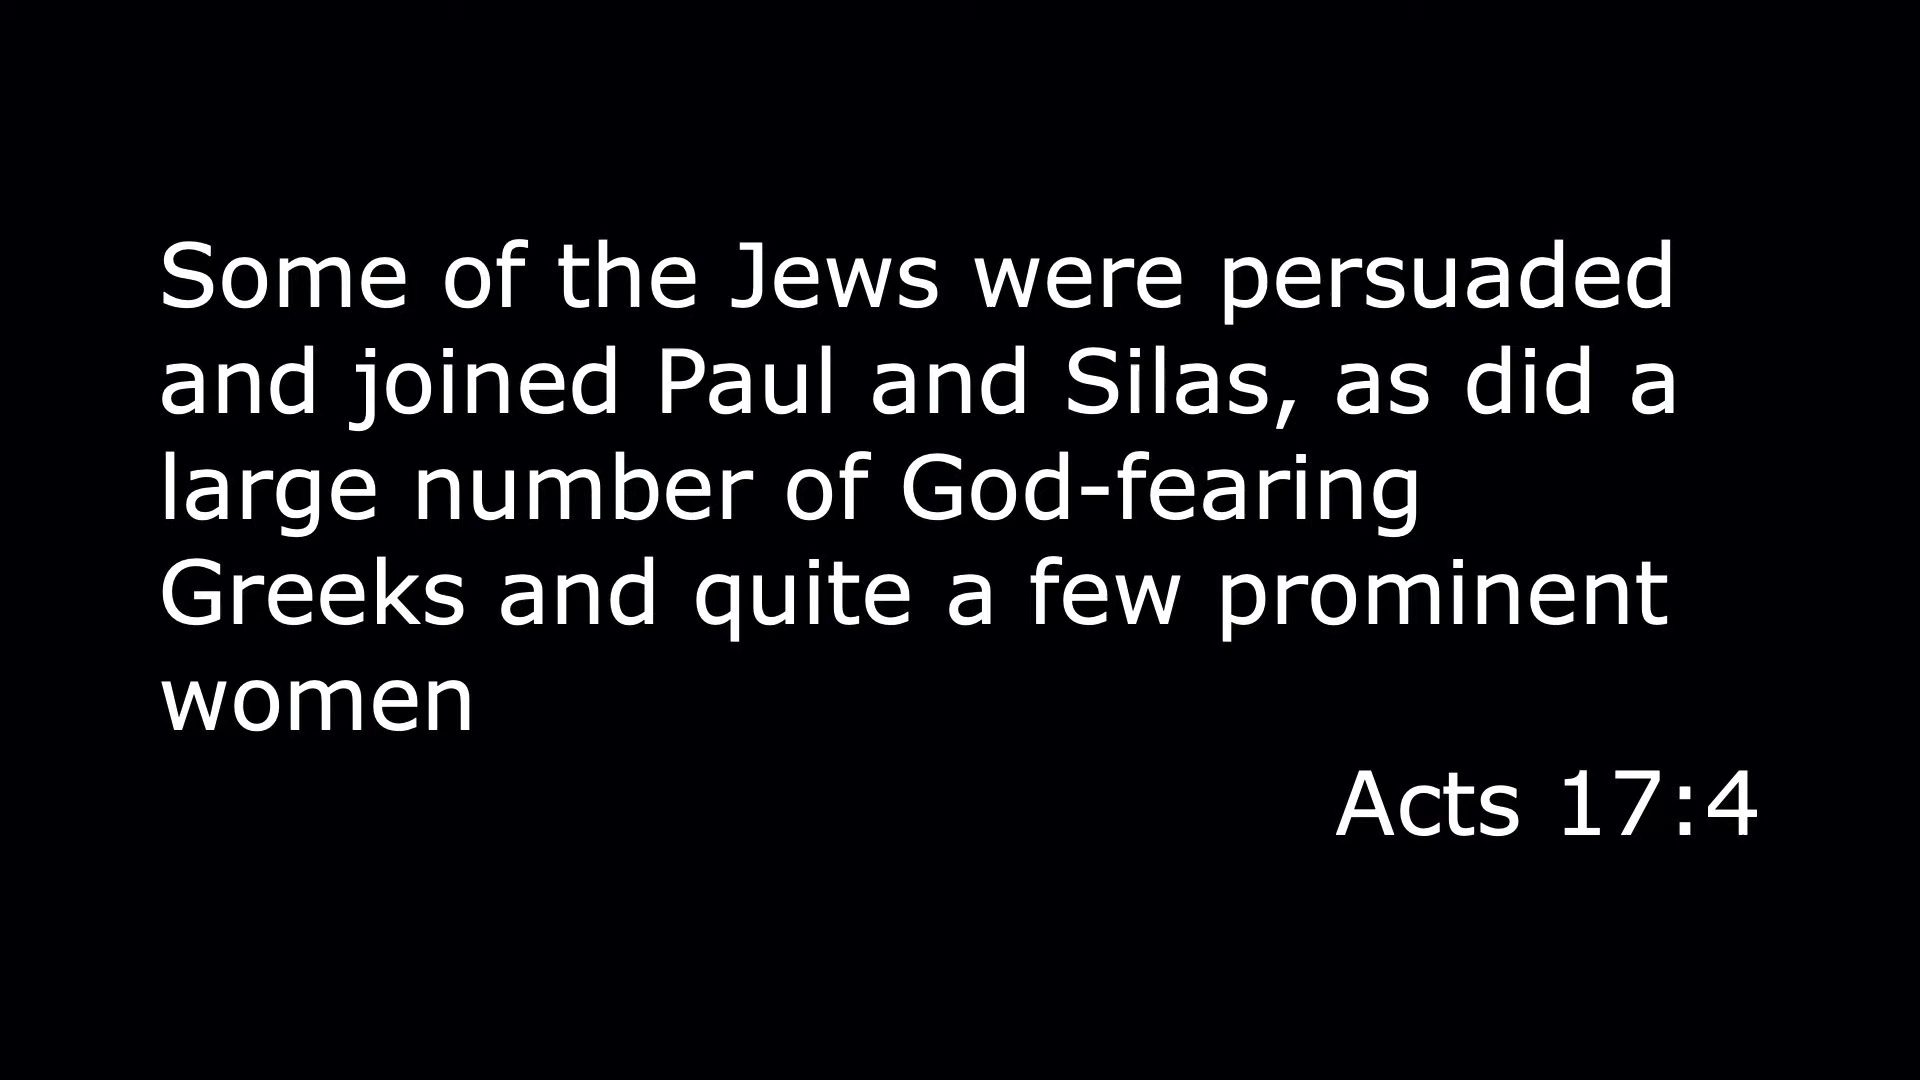 Some of the Jews were persuaded
and joined Paul and Silas, as did a
large number of God-fearing
Greeks and quite a few prominent
women
Acts 17:4